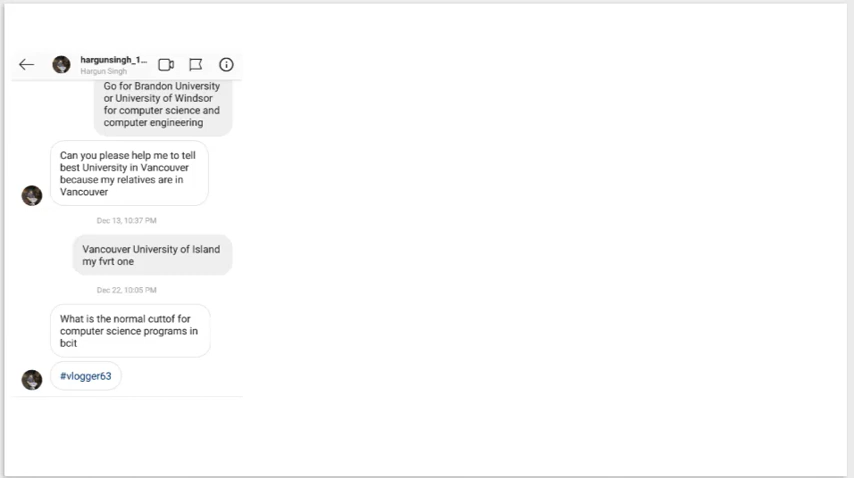 hargunsingh_1...
Hargun Singh
Go for Brandon University
or University of Windsor
for computer science and
computer engineering
Can you please help me to tell
best University in Vancouver
because my relatives are in
Vancouver
Dec 13, 10:37 PM
Vancouver University of Island
my fvrt one
Dec 22, 10:05 PM
What is the normal cuttof for
computer science programs in
bcit
#vlogger63